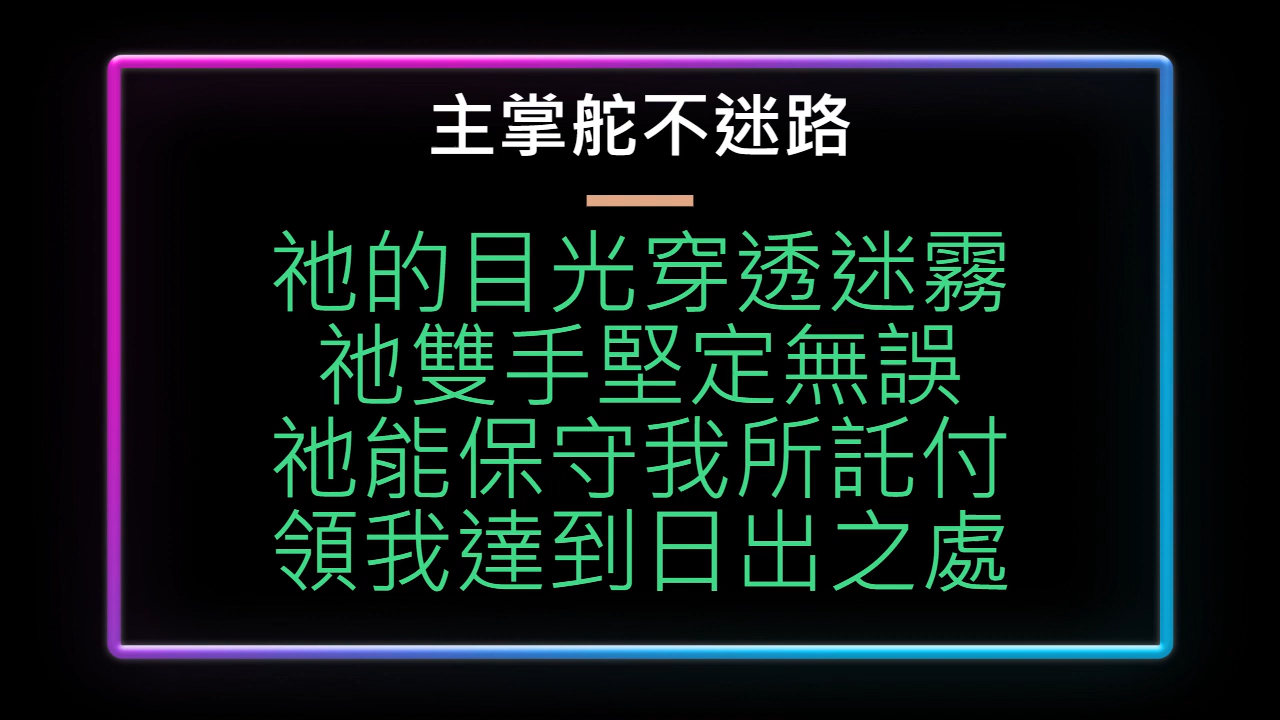 主掌舵不迷路
祂的目光穿透迷霧
祂雙手堅定無誤
祂能保守我所託付
領我達到日出之處